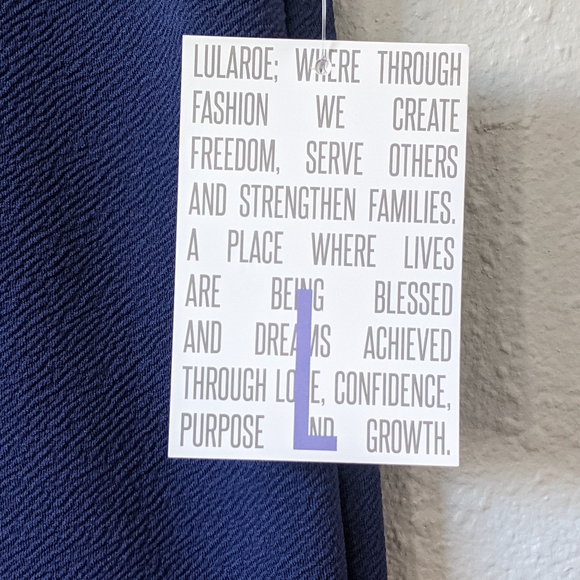 LULAROE; WHERE THROUGH
FASHION WE CREATE
FREEDOM, SERVE OTHERS
AND STRENGTHEN FAMILIES.
A PLACE WHERE LIVES
ARE BEING BLESSED
AND DREAMS ACHIEVED
THROUGH LOVE, CONFIDENCE,
PURPOSE AND GROWTH.
L